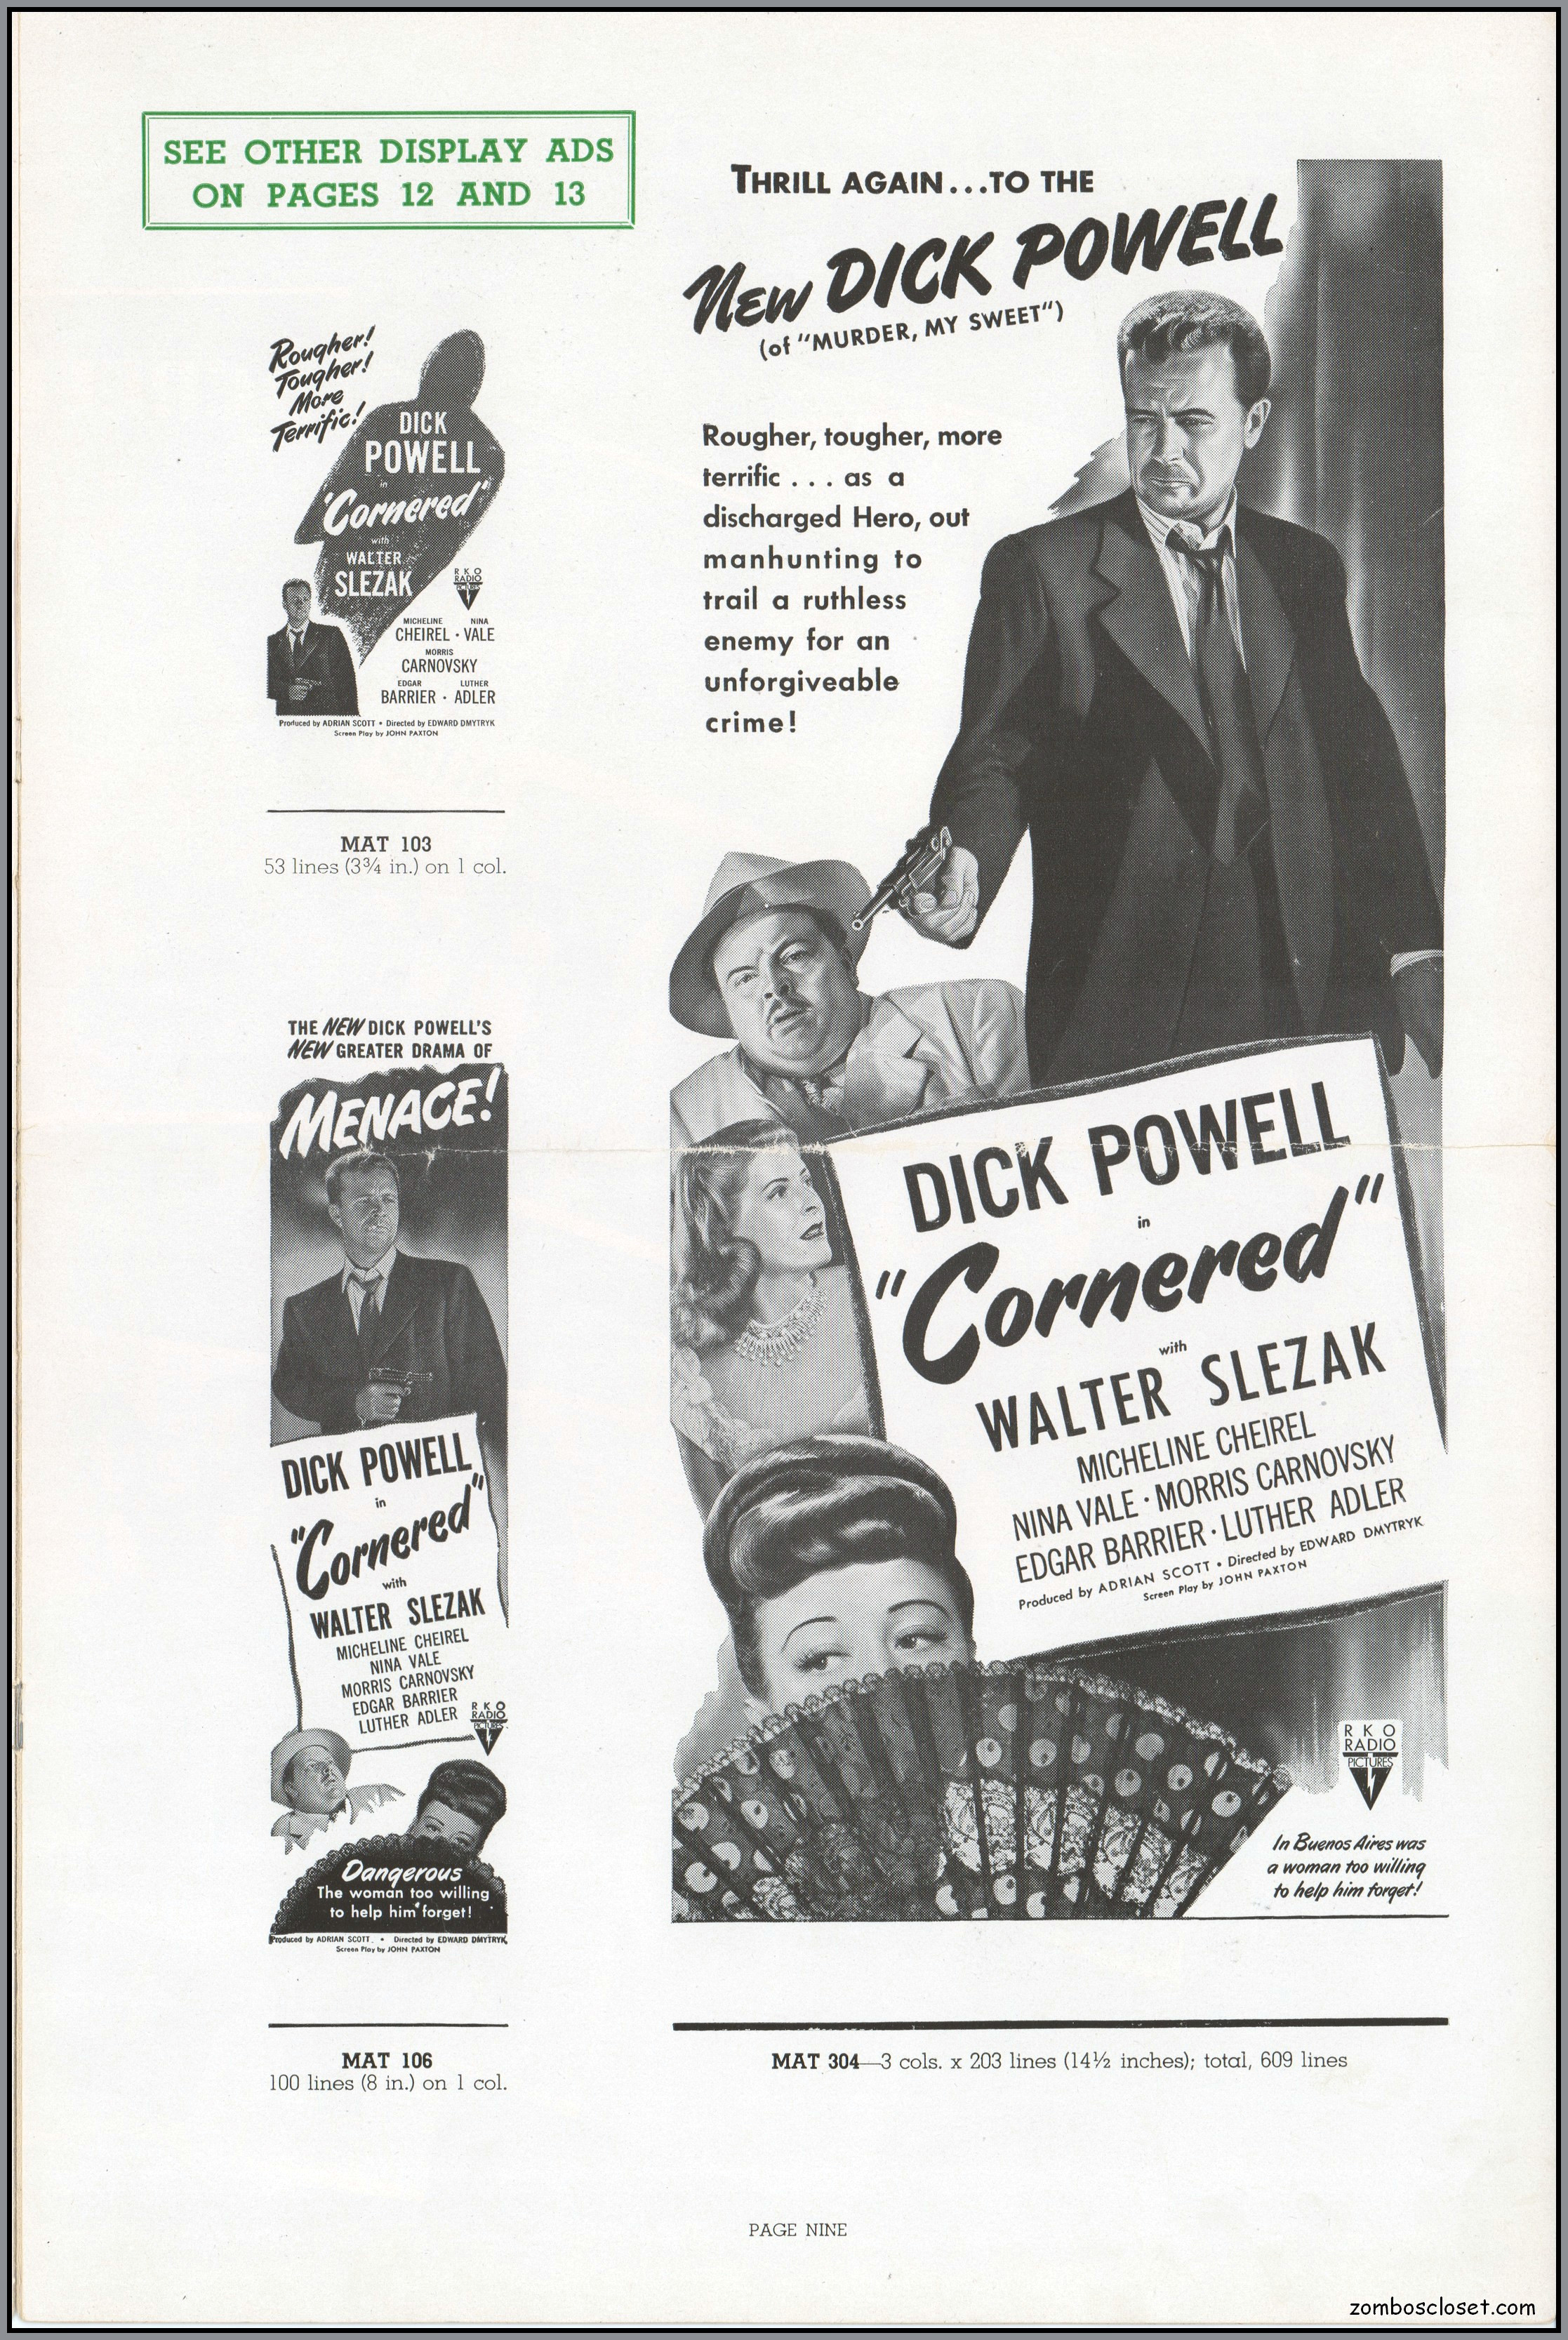 SEE OTHER DISPLAY ADS
ON PAGES 12 AND 13
Rougher!
Tougher!
More
Terrific!
DICK
POWELL
in
"Cornered"
with
WALTER
SLEZAK
RKO
RADIO
PICTURES
MICHELINE NINA
CHEIREL · VALE
MORRIS
CARNOVSKY
EDGAR LUTHER
BARRIER · ADLER
Produced by ADRIAN SCOTT • Directed by EDWARD DMYTRYK
Screen Play by JOHN PAXTON
MAT 103
53 lines (3¾ in.) on 1 col.
THE NEW DICK POWELL'S
NEW GREATER DRAMA OF
MENACE!
DICK POWELL
in
"Cornered"
with
WALTER SLEZAK
MICHELINE CHEIREL
NINA VALE
MORRIS CARNOVSKY
EDGAR BARRIER
LUTHER ADLER
RKO
RADIO
PICTURES
Dangerous
The woman too willing
to help him forget!
Produced by ADRIAN SCOTT • Directed by EDWARD DMYTRYK
Screen Play by JOHN PAXTON
MAT 106
100 lines (8 in.) on 1 col.
THRILL AGAIN...TO THE
NEW DICK POWELL
(of "MURDER, MY SWEET")
Rougher, tougher, more
terrific . . . as a
discharged Hero, out
manhunting to
trail a ruthless
enemy for an
unforgiveable
crime!
DICK POWELL
in
"Cornered"
with
WALTER SLEZAK
MICHELINE CHEIREL
NINA VALE · MORRIS CARNOVSKY
EDGAR BARRIER · LUTHER ADLER
Produced by ADRIAN SCOTT • Directed by EDWARD DMYTRYK
Screen Play by JOHN PAXTON
RKO
RADIO
PICTURES
In Buenos Aires was
a woman too willing
to help him forget!
MAT 304—3 cols. x 203 lines (14½ inches); total, 609 lines
PAGE NINE
zomboscloset.com